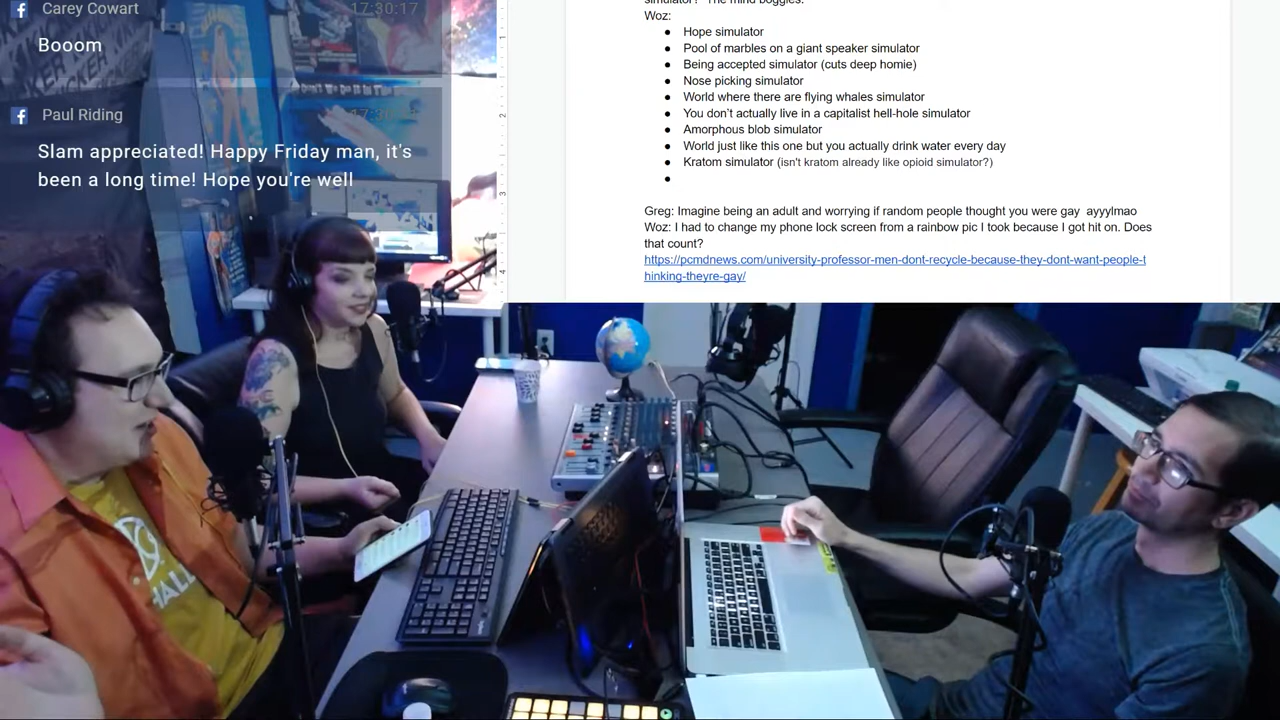 Carey Cowart
17:30:17
Booom
Paul Riding
Slam appreciated! Happy Friday man, it's
been a long time! Hope you're well
Woz:
Hope simulator
Pool of marbles on a giant speaker simulator
Being accepted simulator (cuts deep homie)
Nose picking simulator
World where there are flying whales simulator
You don't actually live in a capitalist hell-hole simulator
Amorphous blob simulator
World just like this one but you actually drink water every day
Kratom simulator (isn't kratom already like opioid simulator?)
Greg: Imagine being an adult and worrying if random people thought you were gay ayyylmao
Woz: I had to change my phone lock screen from a rainbow pic I took because I got hit on. Does
that count?
https://pcmdnews.com/university-professor-men-dont-recycle-because-they-dont-want-people-t
hinking-theyre-gay/